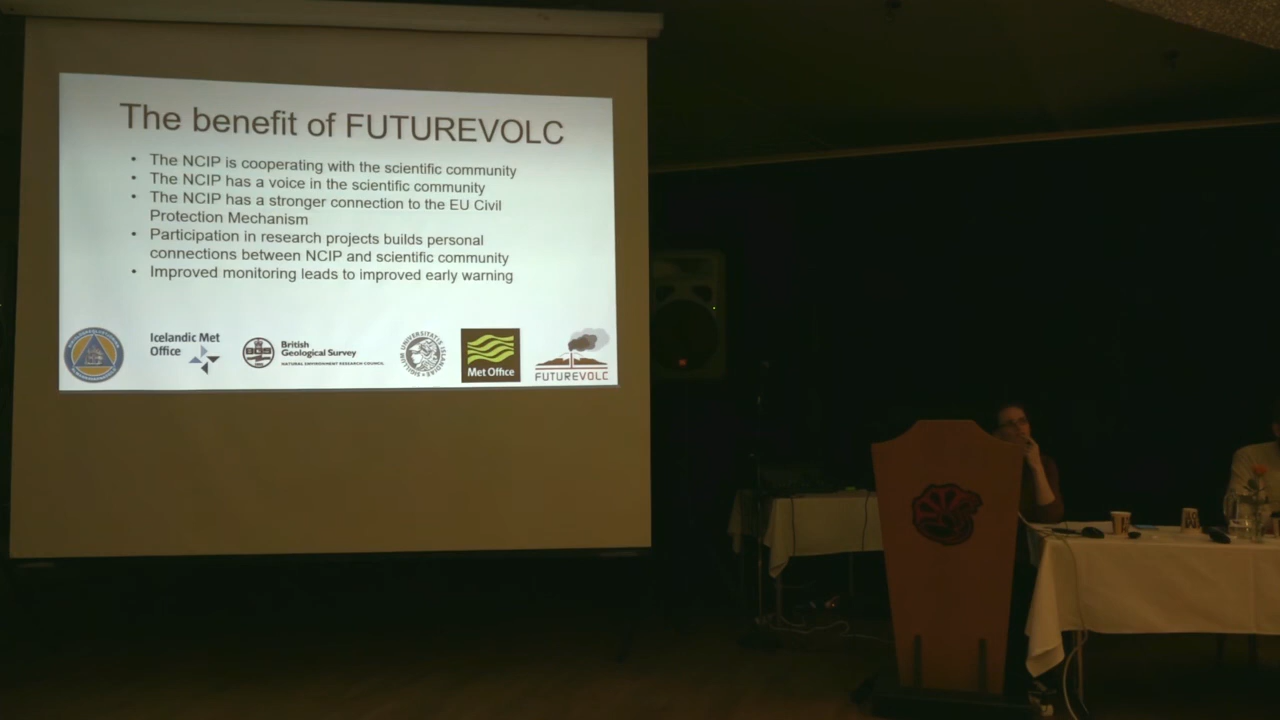 The benefit of FUTUREVOLC
• The NCIP is cooperating with the scientific community
• The NCIP has a voice in the scientific community
• The NCIP has a stronger connection to the EU Civil
Protection Mechanism
• Participation in research projects builds personal
connections between NCIP and scientific community
• Improved monitoring leads to improved early warning
Icelandic Met
Office
British
Geological Survey
NATURAL ENVIRONMENT RESEARCH COUNCIL
SIGILLUM UNIVERSITATIS ISLANDIAE
Met Office
FUTUREVOLC